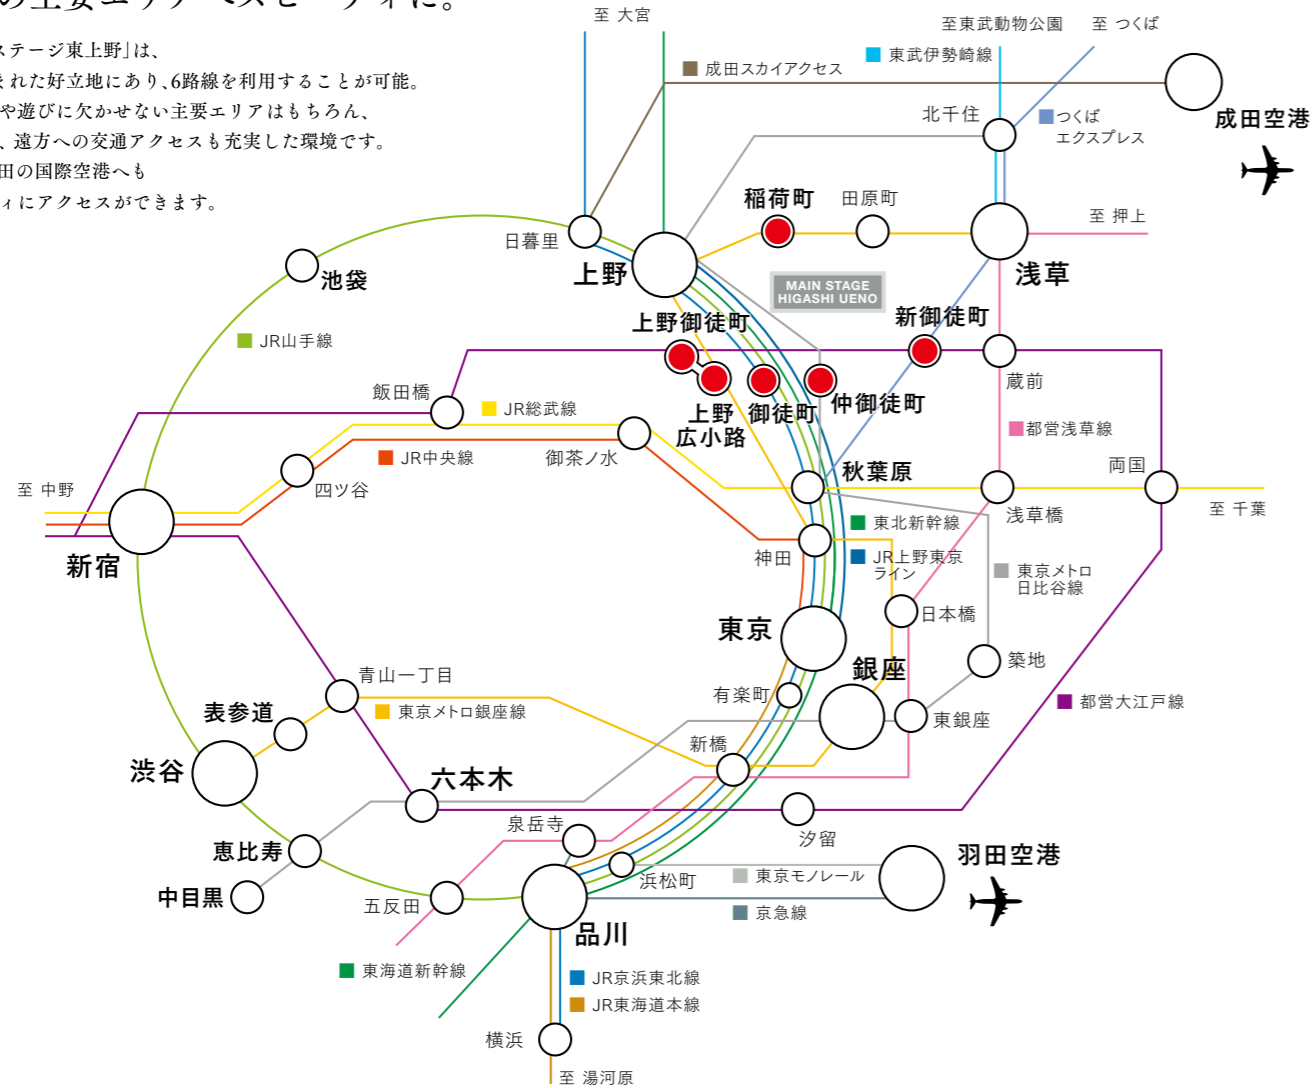 の主要エリアへスピーディに。
ステージ東上野」は、
れた好立地にあり、6路線を利用することが可能。
や遊びに欠かせない主要エリアはもちろん、
、遠方への交通アクセスも充実した環境です。
田の国際空港へも
ィにアクセスができます。
至 大宮
至東武動物公園
至 つくば
東武伊勢崎線
成田スカイアクセス
成田空港
北千住
つくば
エクスプレス
稲荷町
田原町
至 押上
日暮里
上野
浅草
池袋
MAIN STAGE
HIGASHI UENO
上野御徒町
新御徒町
JR山手線
蔵前
飯田橋
JR総武線
上野
広小路
御徒町
仲御徒町
都営浅草線
JR中央線
御茶ノ水
秋葉原
両国
四ツ谷
至 中野
浅草橋
至 千葉
新宿
神田
東北新幹線
JR上野東京
ライン
東京メトロ
日比谷線
東京
日本橋
築地
銀座
青山一丁目
有楽町
都営大江戸線
表参道
東京メトロ銀座線
東銀座
新橋
渋谷
六本木
泉岳寺
汐留
恵比寿
羽田空港
浜松町
東京モノレール
中目黒
五反田
京急線
品川
東海道新幹線
JR京浜東北線
JR東海道本線
横浜
至 湯河原